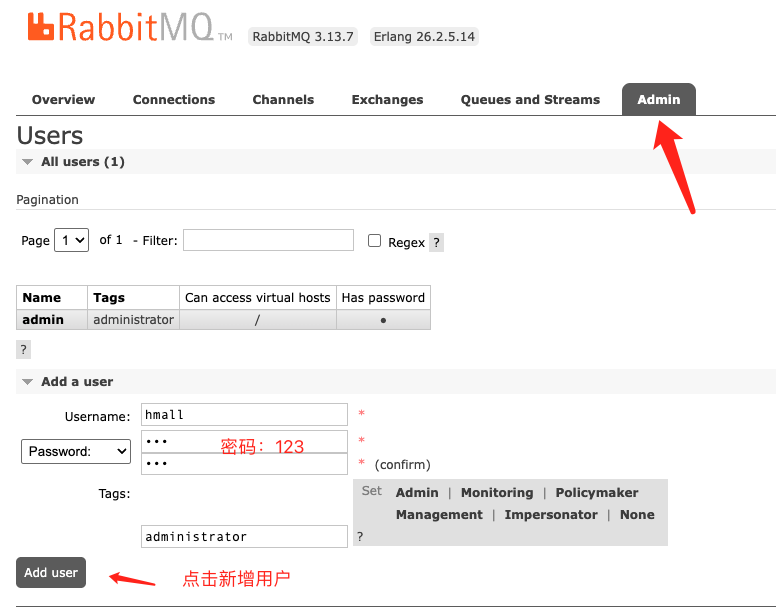 RabbitMQ TM RabbitMQ 3.13.7 Erlang 26.2.5.14
Overview Connections Channels Exchanges Queues and Streams Admin
Users
All users (1)
Pagination
Page 1 of 1 - Filter: Regex ?
Name Tags Can access virtual hosts Has password
admin administrator / ●
?
Add a user
Username: hmall *
Password: ••• 密码：123 *
••• * (confirm)
Tags: Set Admin | Monitoring | Policymaker
Management | Impersonator | None
administrator ?
Add user 点击新增用户